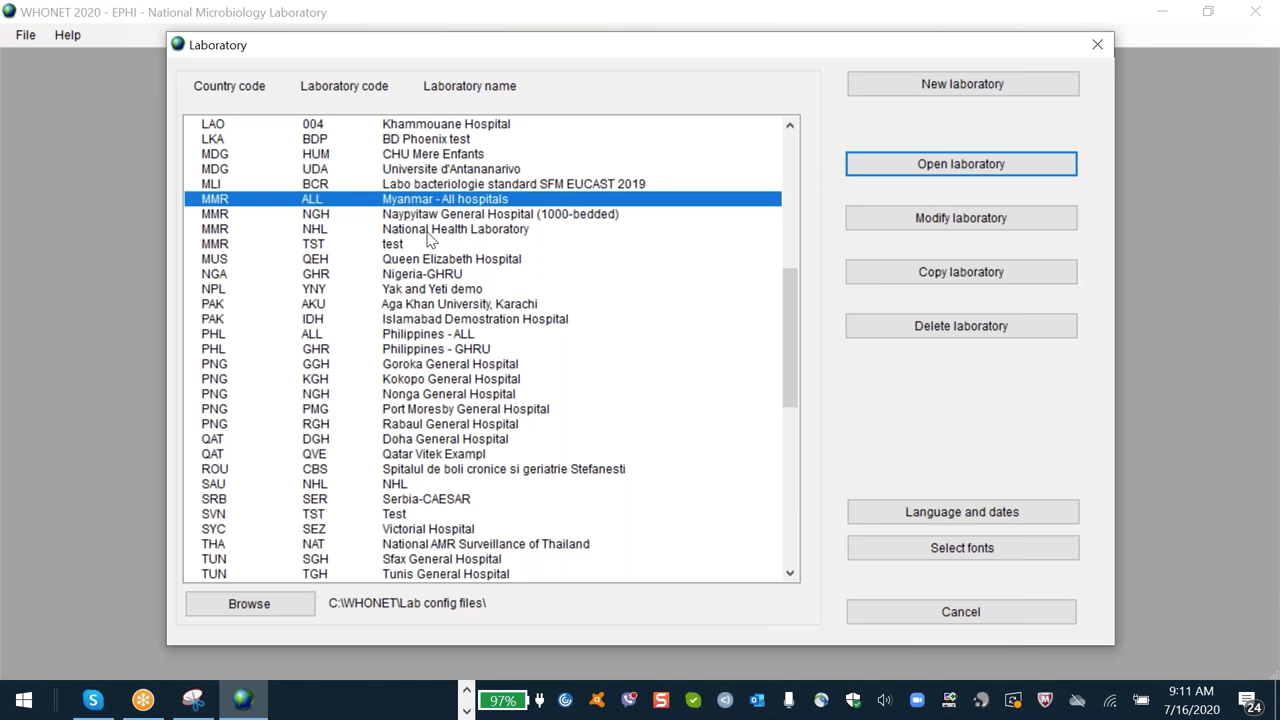 WHONET 2020 - EPHI - National Microbiology Laboratory
File Help
Laboratory
Country code Laboratory code Laboratory name
LAO 004 Khammouane Hospital
LKA BDP BD Phoenix test
MDG HUM CHU Mere Enfants
MDG UDA Universite d'Antananarivo
MLI BCR Labo bacteriologie standard SFM EUCAST 2019
MMR ALL Myanmar - All hospitals
MMR NGH Naypyitaw General Hospital (1000-bedded)
MMR NHL National Health Laboratory
MMR TST test
MUS QEH Queen Elizabeth Hospital
NGA GHR Nigeria-GHRU
NPL YNY Yak and Yeti demo
PAK AKU Aga Khan University, Karachi
PAK IDH Islamabad Demostration Hospital
PHL ALL Philippines - ALL
PHL GHR Philippines - GHRU
PNG GGH Goroka General Hospital
PNG KGH Kokopo General Hospital
PNG NGH Nonga General Hospital
PNG PMG Port Moresby General Hospital
PNG RGH Rabaul General Hospital
QAT DGH Doha General Hospital
QAT QVE Qatar Vitek Exampl
ROU CBS Spitalul de boli cronice si geriatrie Stefanesti
SAU NHL NHL
SRB SER Serbia-CAESAR
SVN TST Test
SYC SEZ Victorial Hospital
THA NAT National AMR Surveillance of Thailand
TUN SGH Sfax General Hospital
TUN TGH Tunis General Hospital
Browse C:\WHONET\Lab config files\
New laboratory
Open laboratory
Modify laboratory
Copy laboratory
Delete laboratory
Language and dates
Select fonts
Cancel
97%
9:11 AM
7/16/2020
24